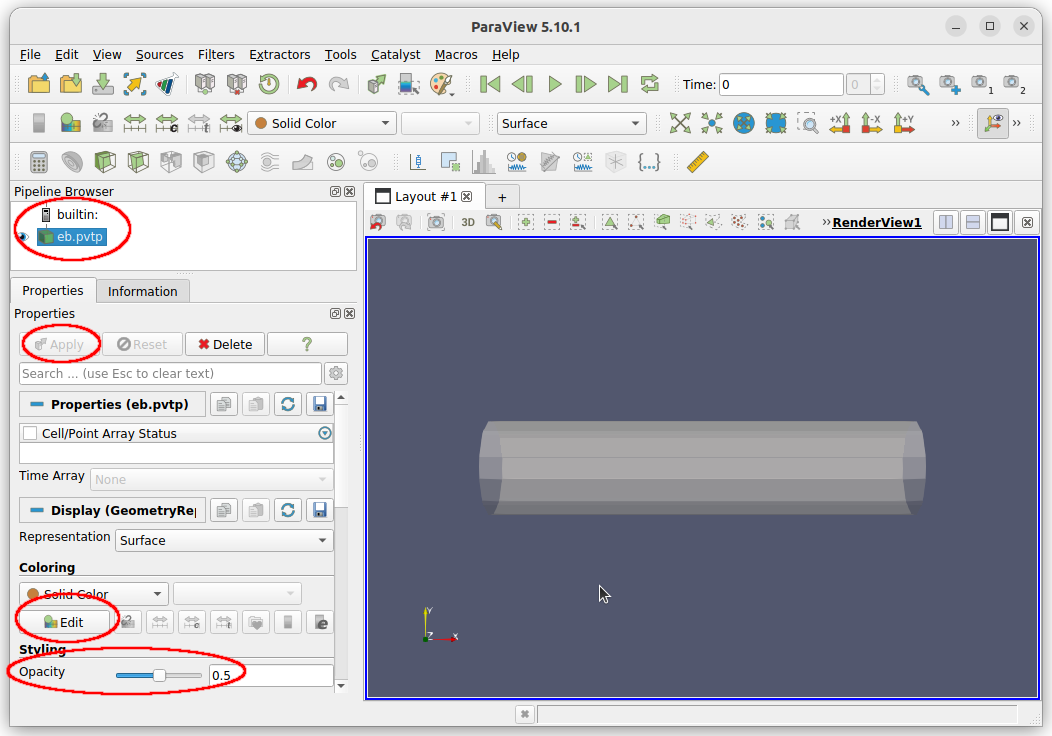 ParaView 5.10.1
File Edit View Sources Filters Extractors Tools Catalyst Macros Help
Time: 0 0 1 2
Solid Color Surface +X -X +Y »
»
Pipeline Browser
builtin:
eb.pvtp
Layout #1 +
3D »RenderView1
Properties Information
Properties
Apply Reset Delete ?
Search ... (use Esc to clear text)
Properties (eb.pvtp)
Cell/Point Array Status
Time Array None
Display (GeometryRe
Representation Surface
Coloring
Solid Color
Edit
Styling
Opacity 0.5
Y
Z X